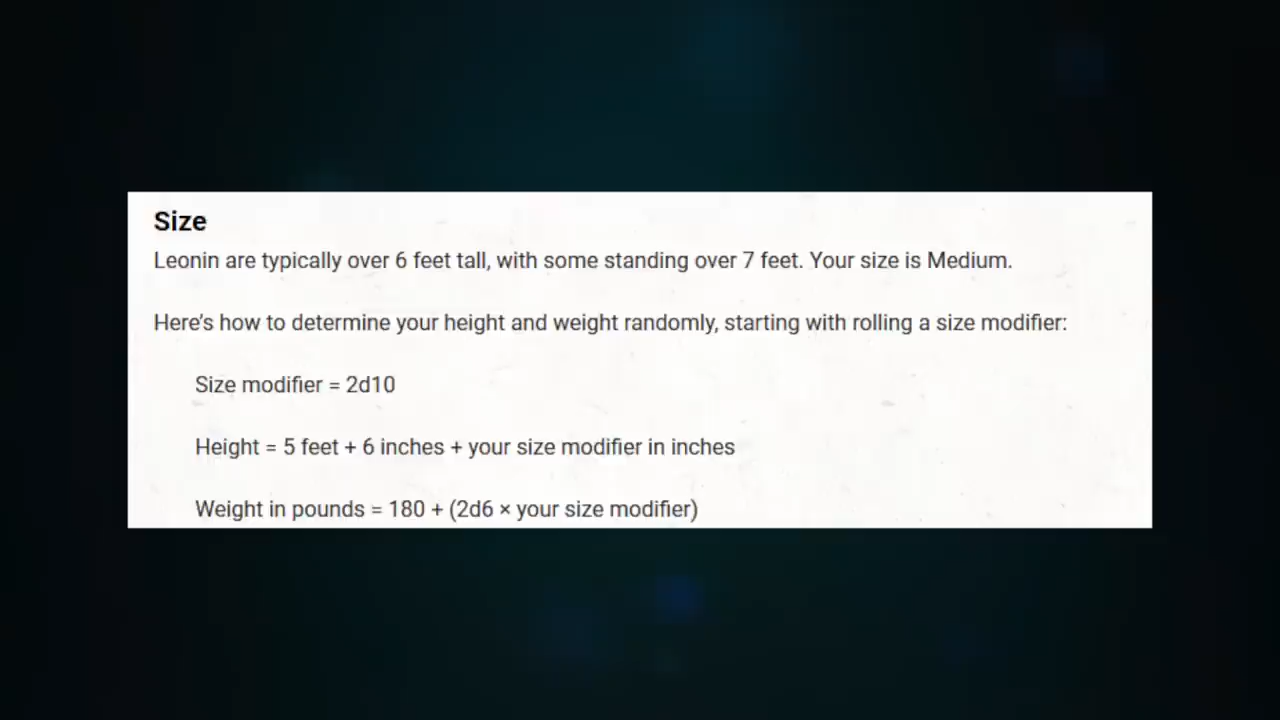 Size
Leonin are typically over 6 feet tall, with some standing over 7 feet. Your size is Medium.
Here’s how to determine your height and weight randomly, starting with rolling a size modifier:
Size modifier = 2d10
Height = 5 feet + 6 inches + your size modifier in inches
Weight in pounds = 180 + (2d6 × your size modifier)